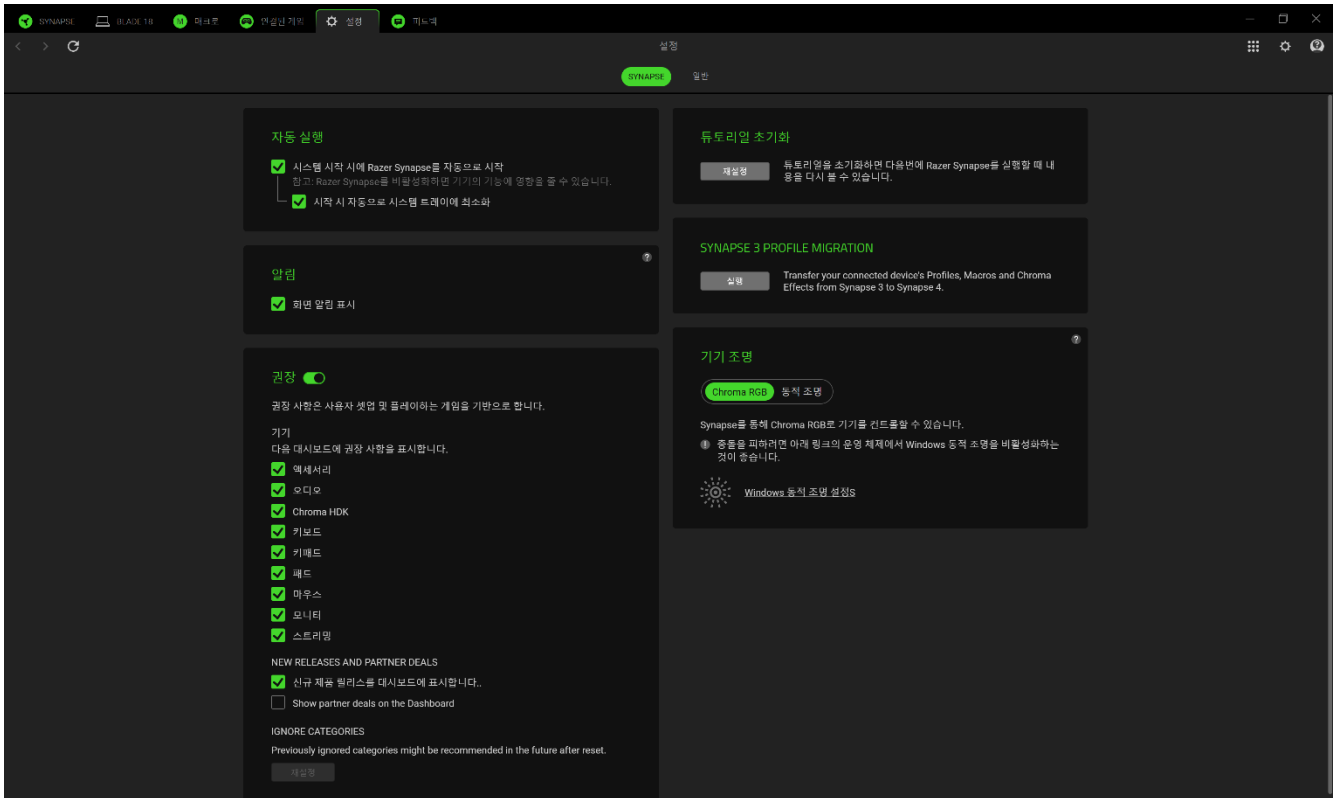 SYNAPSE BLADE 18 매크로 연결된 게임 설정 피드백
설정
SYNAPSE 일반
자동 실행
시스템 시작 시에 Razer Synapse를 자동으로 시작
참고: Razer Synapse를 비활성화하면 기기의 기능에 영향을 줄 수 있습니다.
시작 시 자동으로 시스템 트레이에 최소화
알림
화면 알림 표시
권장
권장 사항은 사용자 셋업 및 플레이하는 게임을 기반으로 합니다.
기기
다음 대시보드에 권장 사항을 표시합니다.
액세서리
오디오
Chroma HDK
키보드
키패드
패드
마우스
모니터
스트리밍
NEW RELEASES AND PARTNER DEALS
신규 제품 릴리스를 대시보드에 표시합니다..
Show partner deals on the Dashboard
IGNORE CATEGORIES
Previously ignored categories might be recommended in the future after reset.
재설정
튜토리얼 초기화
재설정
튜토리얼을 초기화하면 다음번에 Razer Synapse를 실행할 때 내
용을 다시 볼 수 있습니다.
SYNAPSE 3 PROFILE MIGRATION
실행
Transfer your connected device's Profiles, Macros and Chroma
Effects from Synapse 3 to Synapse 4.
기기 조명
Chroma RGB 동적 조명
Synapse를 통해 Chroma RGB로 기기를 컨트롤할 수 있습니다.
충돌을 피하려면 아래 링크의 운영 체제에서 Windows 동적 조명을 비활성화하는
것이 좋습니다.
Windows 동적 조명 설정S